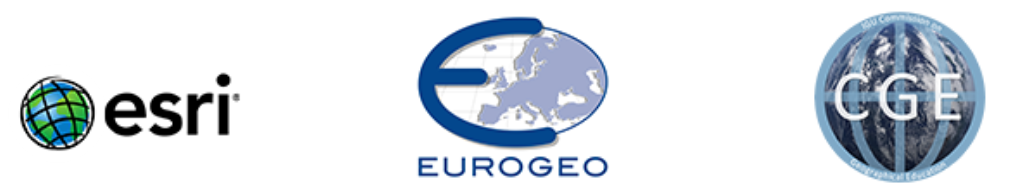 esri
EUROGEO
IGU Commission on
CGE
Geographical Education